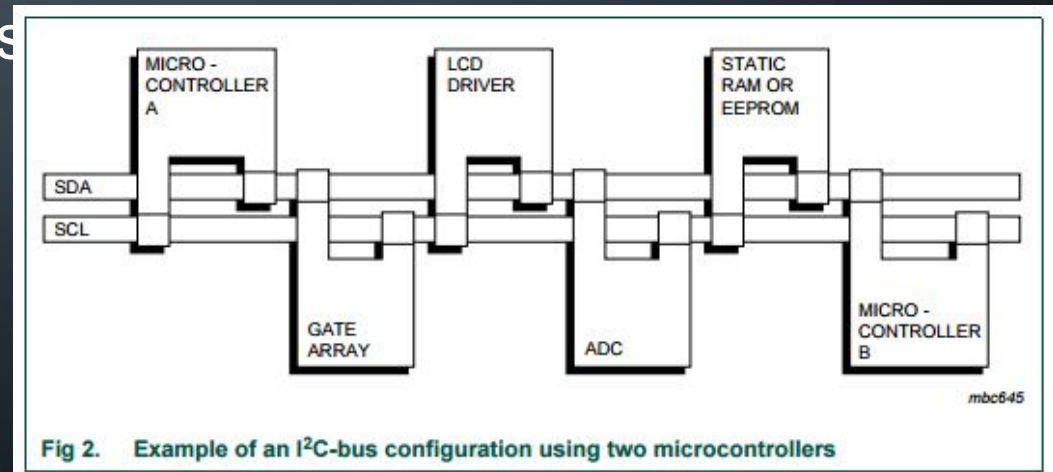 S
MICRO -
CONTROLLER
A
LCD
DRIVER
STATIC
RAM OR
EEPROM
SDA
SCL
GATE
ARRAY
ADC
MICRO -
CONTROLLER
B
mbc645
Fig 2. Example of an I²C-bus configuration using two microcontrollers